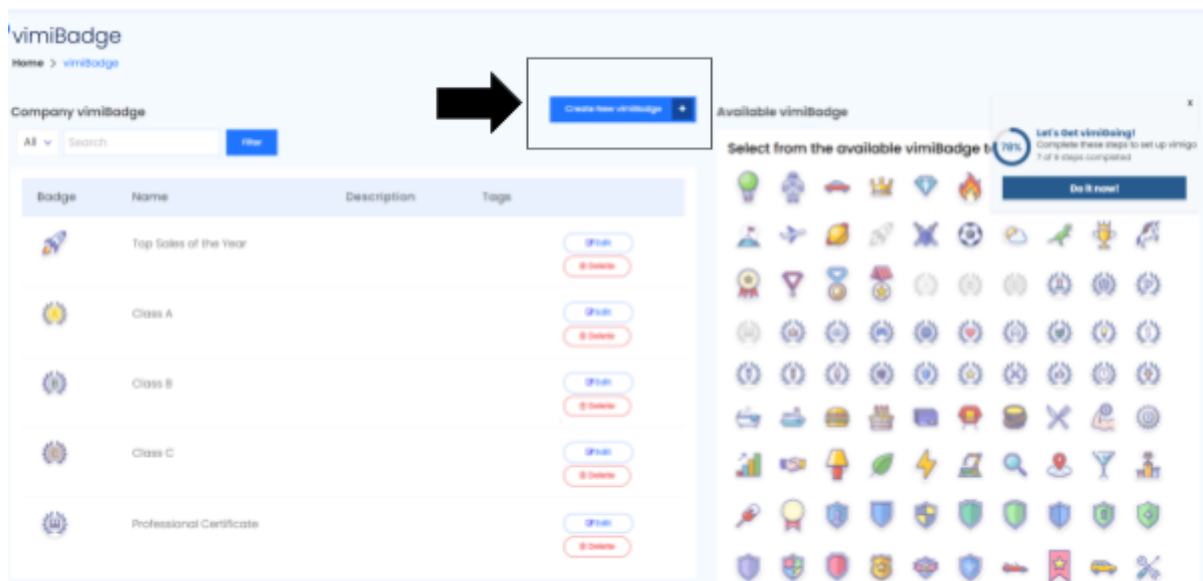 vimiBadge
Home > vimiBadge
Company vimiBadge
Create New vimiBadge +
All Search Filter
Badge Name Description Tags
Top Sales of the Year
Edit
Delete
Class A
Edit
Delete
Class B
Edit
Delete
Class C
Edit
Delete
Professional Certificate
Edit
Delete
Available vimiBadge
Select from the available vimiBadge
x
78%
Let's Get vimiGoing!
Complete these steps to set up vimigo
7 of 9 steps completed
Do it now!